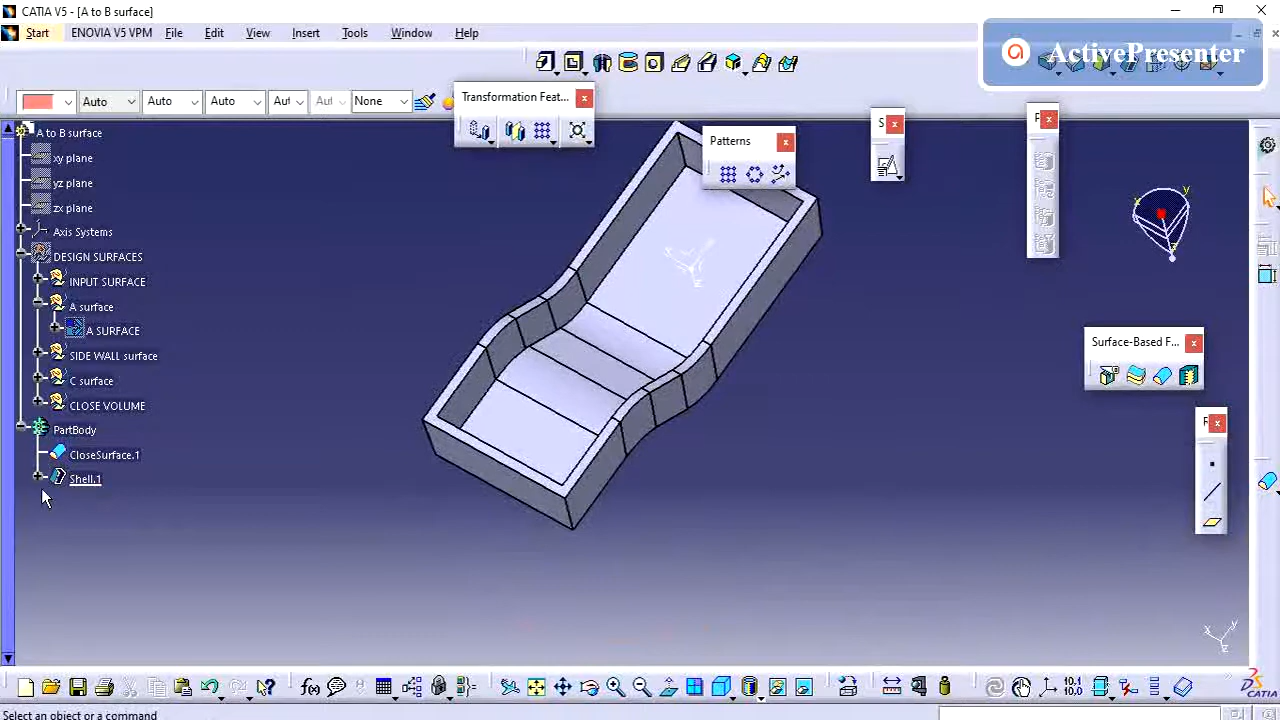 CATIA V5 - [A to B surface]
Start ENOVIA V5 VPM File Edit View Insert Tools Window Help
ActivePresenter
Auto Auto Auto Aut Aut None
Transformation Feat...
Patterns
S
F
A to B surface
xy plane
yz plane
zx plane
Axis Systems
DESIGN SURFACES
INPUT SURFACE
A surface
A SURFACE
SIDE WALL surface
C surface
CLOSE VOLUME
PartBody
CloseSurface.1
Shell.1
Surface-Based F...
CATIA
Select an object or a command